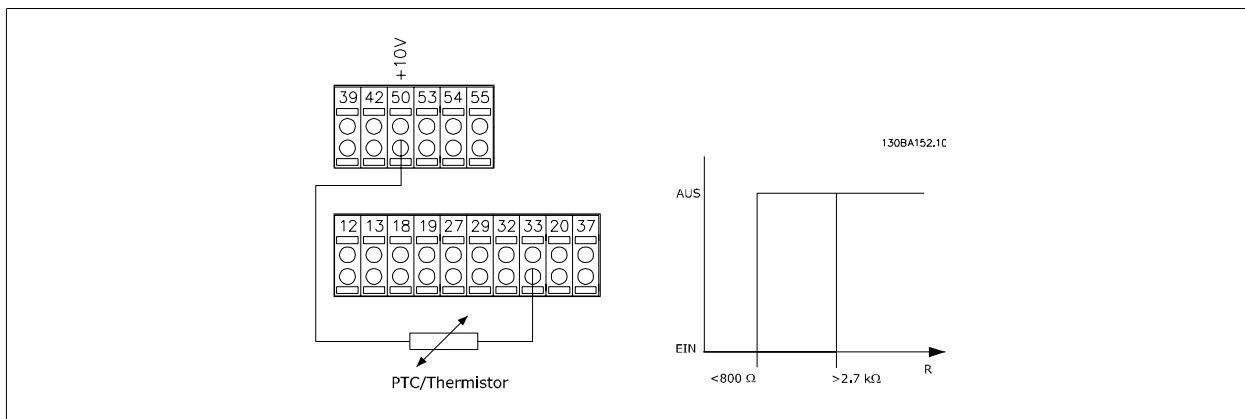 +10V
39 42 50 53 54 55
12 13 18 19 27 29 32 33 20 37
PTC/Thermistor
130BA152.10
AUS
EIN
<800 Ω >2.7 kΩ R